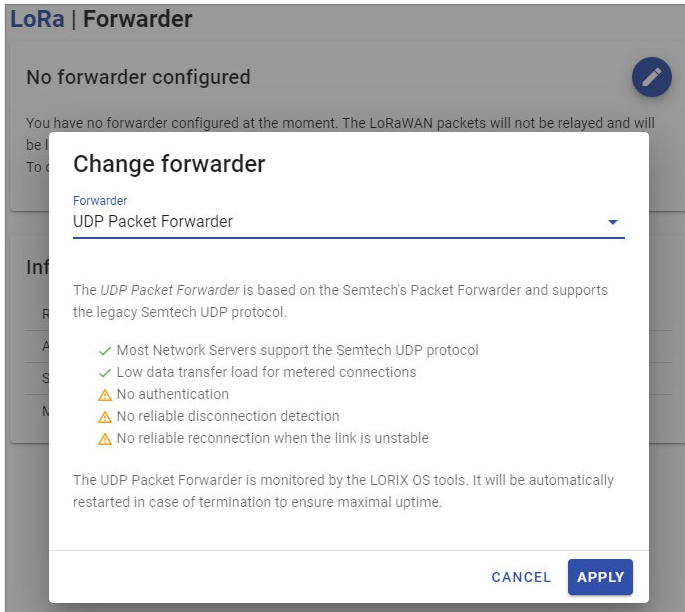 LoRa | Forwarder
No forwarder configured
You have no forwarder configured at the moment. The LoRaWAN packets will not be relayed and will
be l
To
Change forwarder
Forwarder
UDP Packet Forwarder
Inf
The UDP Packet Forwarder is based on the Semtech's Packet Forwarder and supports
the legacy Semtech UDP protocol.
R
A
S
M
Most Network Servers support the Semtech UDP protocol
Low data transfer load for metered connections
No authentication
No reliable disconnection detection
No reliable reconnection when the link is unstable
The UDP Packet Forwarder is monitored by the LORIX OS tools. It will be automatically
restarted in case of termination to ensure maximal uptime.
CANCEL APPLY